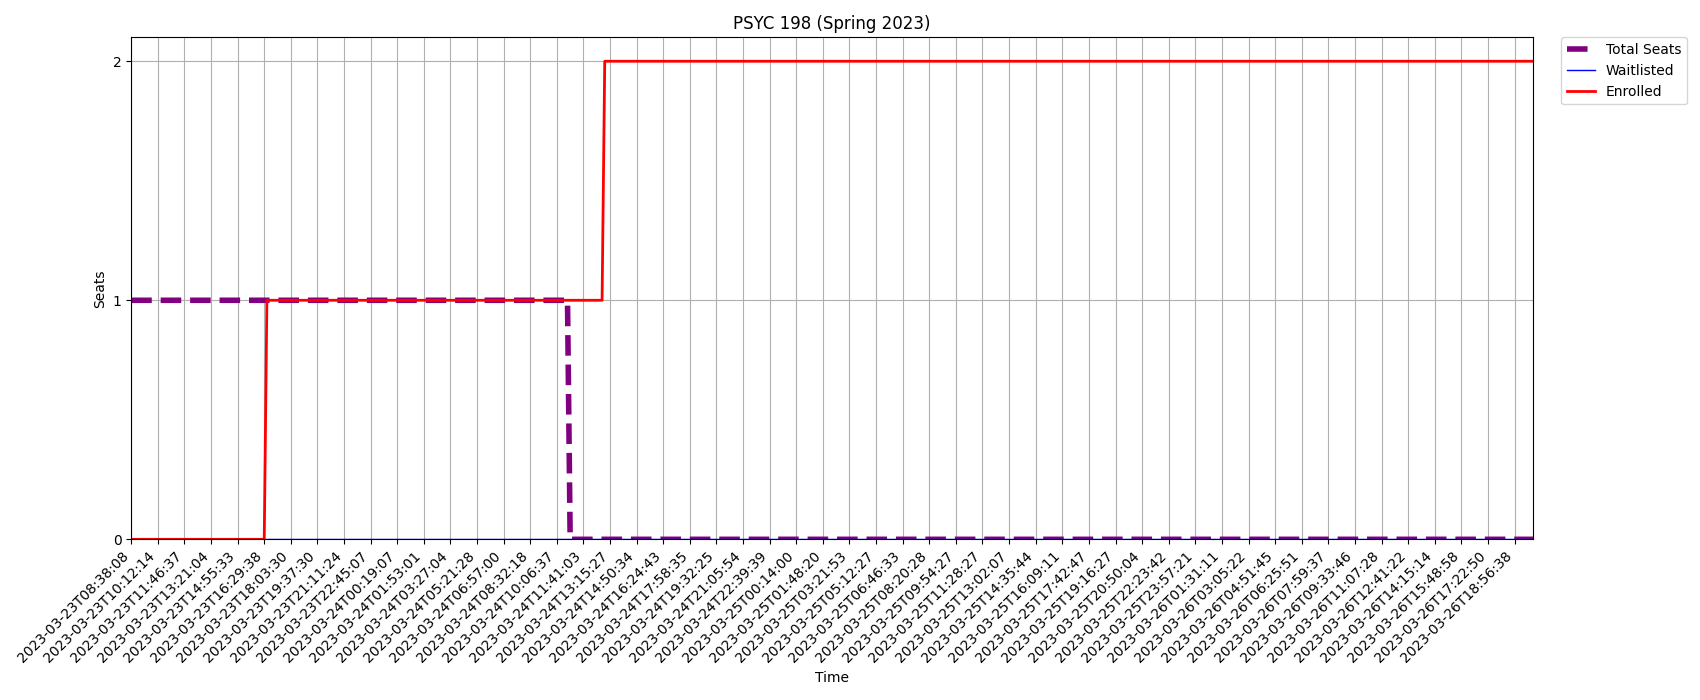 PSYC 198 (Spring 2023)
Total Seats
Waitlisted
Enrolled
Seats
2
1
0
2023-03-23T08:38:08
2023-03-23T10:12:14
2023-03-23T11:46:37
2023-03-23T13:21:04
2023-03-23T14:55:33
2023-03-23T16:29:38
2023-03-23T18:03:30
2023-03-23T19:37:30
2023-03-23T21:11:24
2023-03-23T22:45:07
2023-03-24T00:19:07
2023-03-24T01:53:01
2023-03-24T03:27:04
2023-03-24T05:21:28
2023-03-24T06:57:00
2023-03-24T08:32:18
2023-03-24T10:06:37
2023-03-24T11:41:03
2023-03-24T13:15:27
2023-03-24T14:50:34
2023-03-24T16:24:43
2023-03-24T17:58:35
2023-03-24T19:32:25
2023-03-24T21:05:54
2023-03-24T22:39:39
2023-03-25T00:14:00
2023-03-25T01:48:20
2023-03-25T03:21:53
2023-03-25T05:12:27
2023-03-25T06:46:33
2023-03-25T08:20:28
2023-03-25T09:54:27
2023-03-25T11:28:27
2023-03-25T13:02:07
2023-03-25T14:35:44
2023-03-25T16:09:11
2023-03-25T17:42:47
2023-03-25T19:16:27
2023-03-25T20:50:04
2023-03-25T22:23:42
2023-03-25T23:57:21
2023-03-26T01:31:11
2023-03-26T03:05:22
2023-03-26T04:51:45
2023-03-26T06:25:51
2023-03-26T07:59:37
2023-03-26T09:33:46
2023-03-26T11:07:28
2023-03-26T12:41:22
2023-03-26T14:15:14
2023-03-26T15:48:58
2023-03-26T17:22:50
2023-03-26T18:56:38
Time